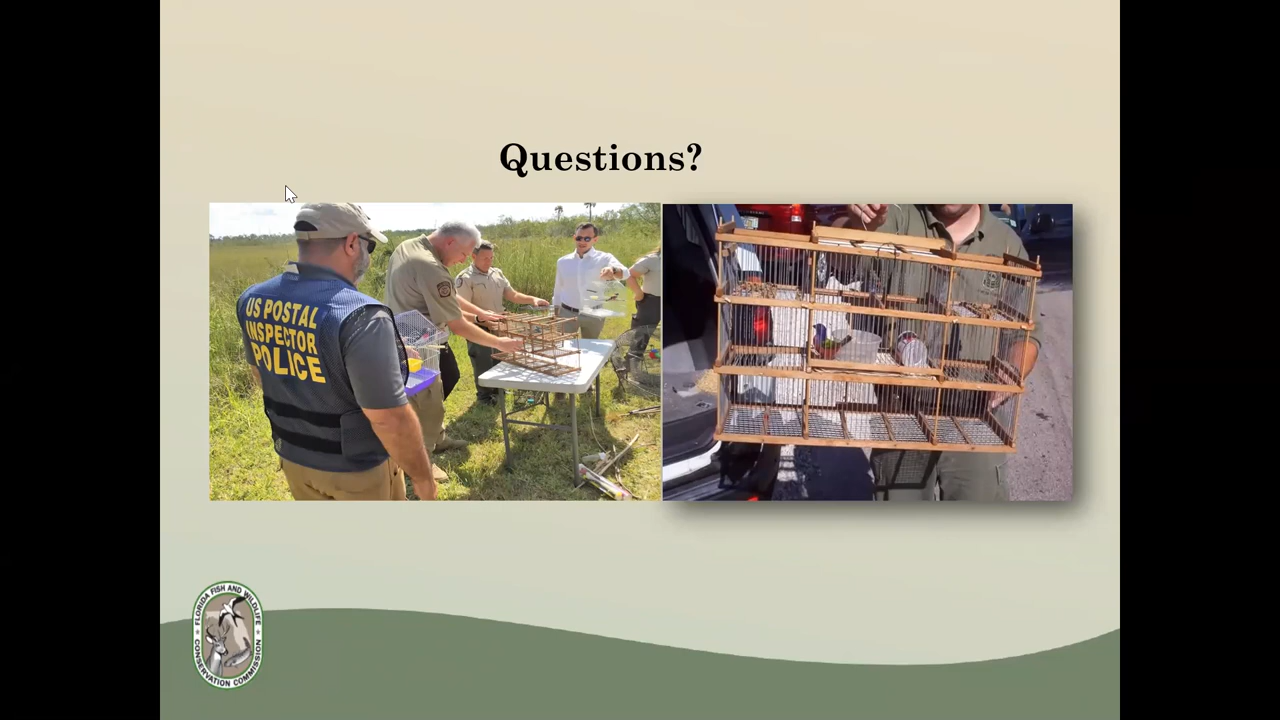 Questions?
US POSTAL
INSPECTOR
POLICE
FLORIDA FISH AND WILDLIFE
CONSERVATION COMMISSION